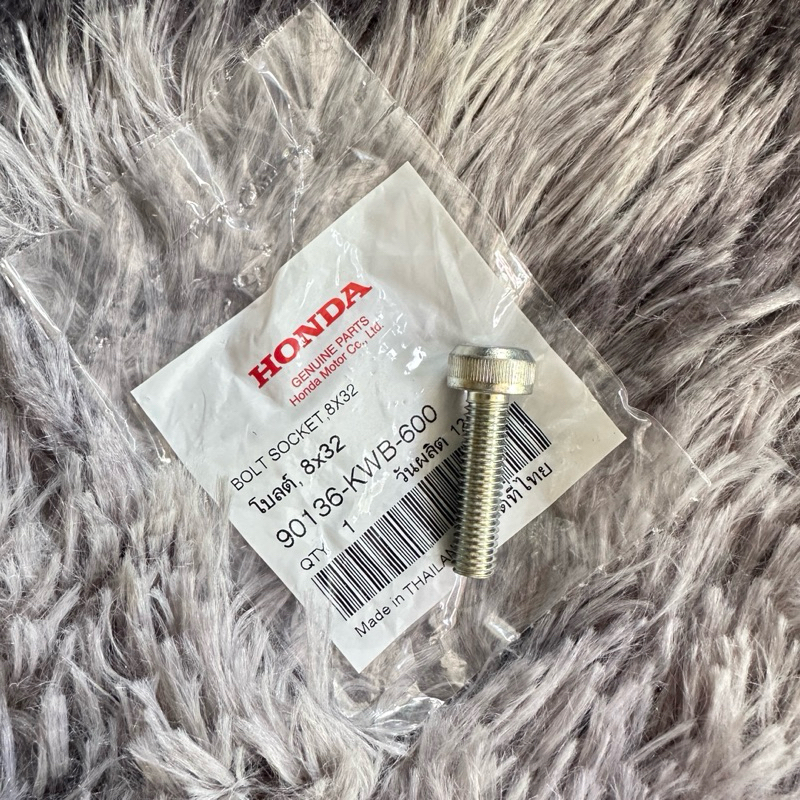 HONDA
GENUINE PARTS
Honda Motor Co., Ltd.
BOLT SOCKET,8X32
โบลต์, 8x32
90136-KWB-600
QTY. 1 วันผลิต
Made in